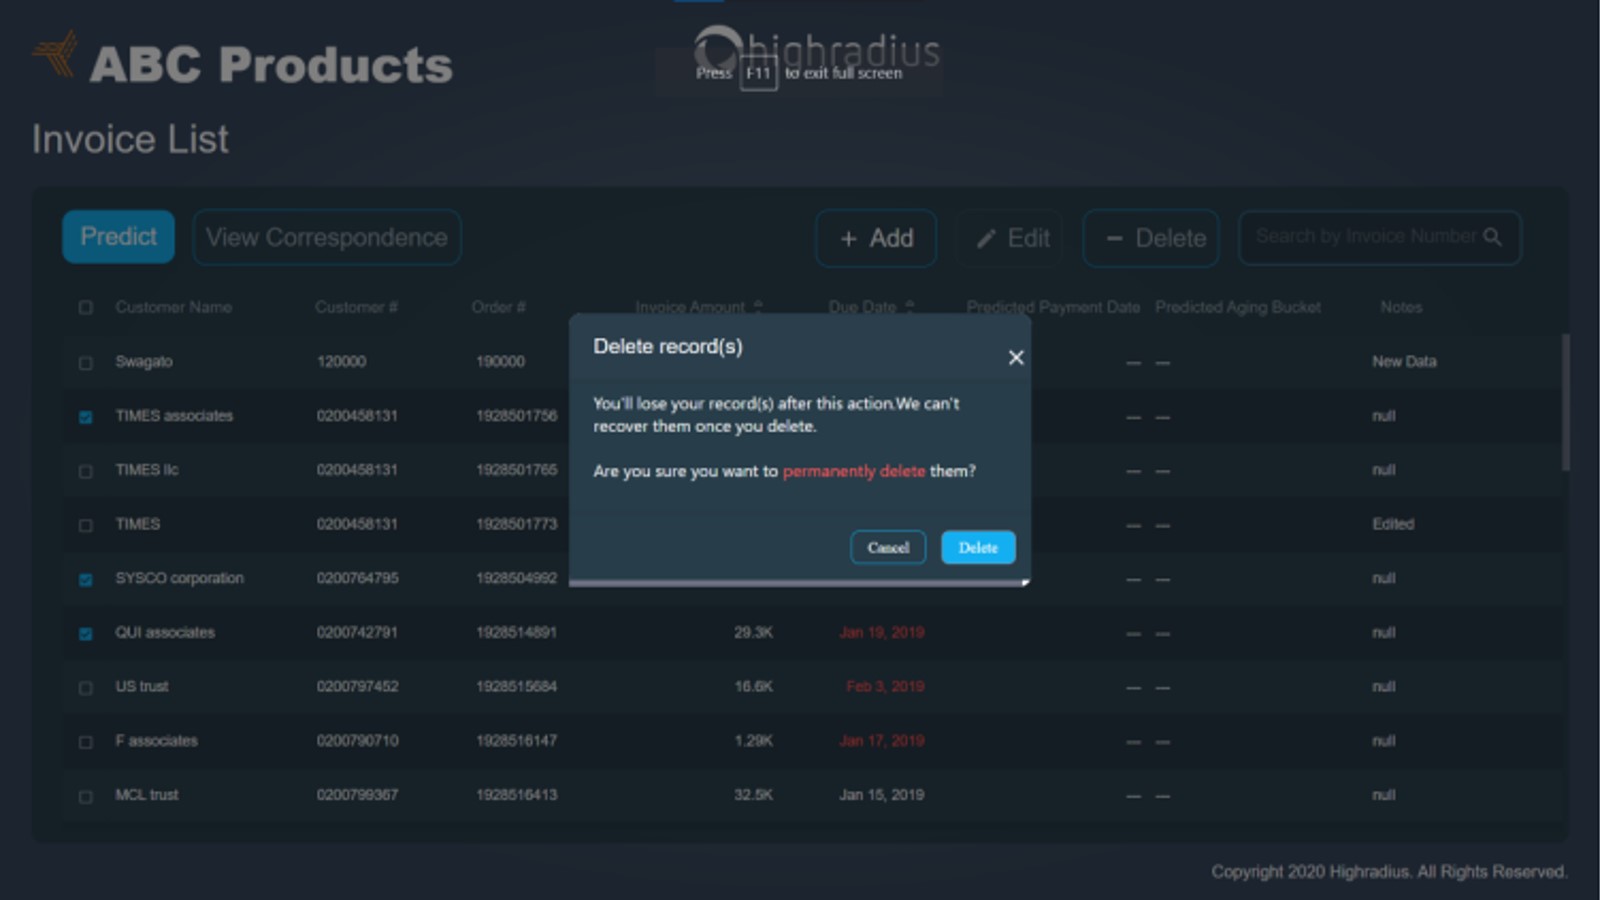 ABC Products
highradius
Press F11 to exit full screen
Invoice List
Predict View Correspondence + Add Edit − Delete Search by Invoice Number
Customer Name Customer # Order # Invoice Amount Due Date Predicted Payment Date Predicted Aging Bucket Notes
Swagato 120000 190000 — — New Data
TIMES associates 0200458131 1928501756 — — null
TIMES llc 0200458131 1928501765 — — null
TIMES 0200458131 1928501773 — — Edited
SYSCO corporation 0200764795 1928504992 — — null
QUI associates 0200742791 1928514891 29.3K Jan 19, 2019 — — null
US trust 0200797452 1928515684 16.6K Feb 3, 2019 — — null
F associates 0200790710 1928516147 1.29K Jan 17, 2019 — — null
MCL trust 0200799367 1928516413 32.5K Jan 15, 2019 — — null
Delete record(s)
You'll lose your record(s) after this action.We can't
recover them once you delete.
Are you sure you want to permanently delete them?
Cancel Delete
Copyright 2020 Highradius. All Rights Reserved.